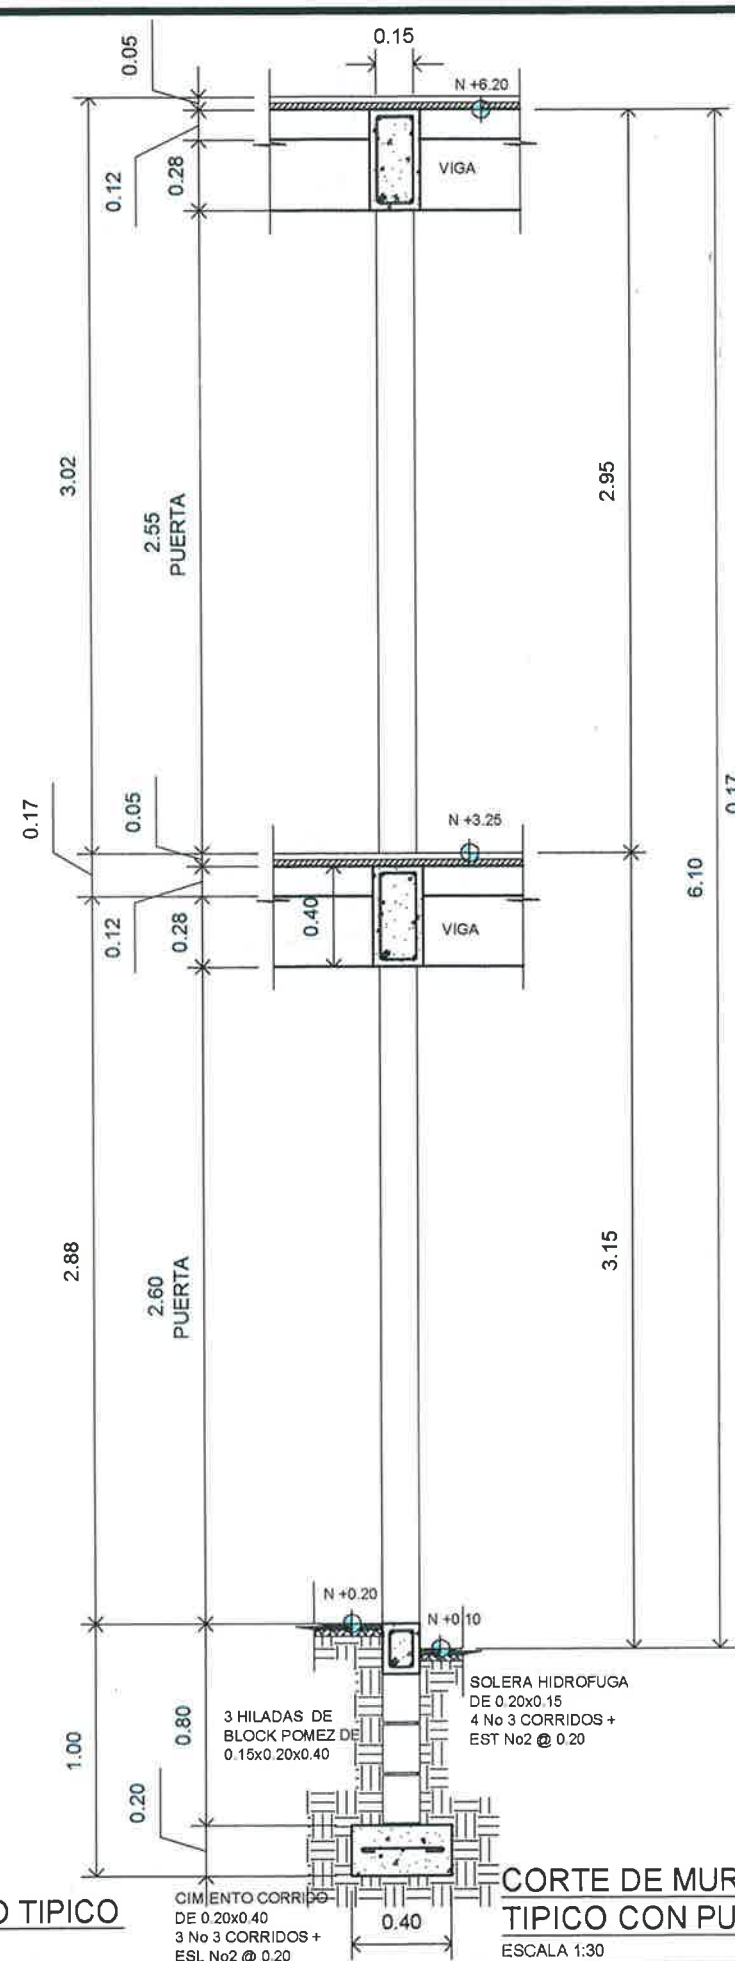 0.15
0.05
N +6.20
0.12
0.28
VIGA
3.02
2.55
PUERTA
2.95
0.17
0.05
N +3.25
0.17
6.10
0.12
0.28
0.40
VIGA
2.88
2.60
PUERTA
3.15
N +0.20
N +0.10
SOLERA HIDROFUGA
DE 0.20x0.15
4 No 3 CORRIDOS +
EST No2 @ 0.20
3 HILADAS DE
BLOCK POMEZ DE
0.15x0.20x0.40
1.00
0.80
0.20
CIMIENTO CORRIDO
DE 0.20x0.40
3 No 3 CORRIDOS +
ESL No2 @ 0.20
0.40
O TIPICO
CORTE DE MUR
TIPICO CON PU
ESCALA 1:30